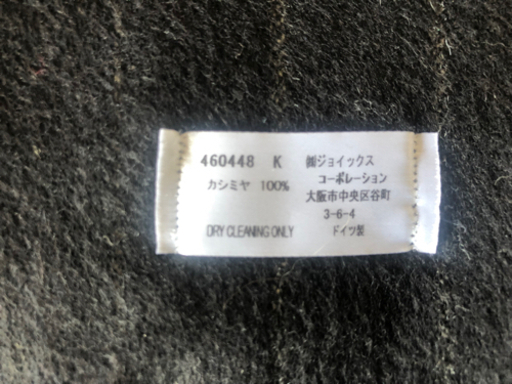 460448 K
カシミヤ 100%
DRY CLEANING ONLY
㈱ジョイックス
コーポレーション
大阪市中央区谷町
3-6-4
ドイツ製